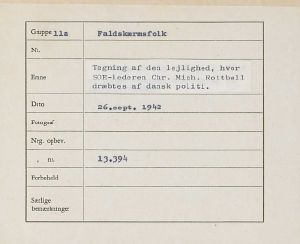 Gruppe 11a Faldskærmsfolk
Nr.
Emne Tegning af den lejlighed, hvor
SOE-lederen Chr. Mich. Rottbøll
dræbtes af dansk politi.
Dato 26.sept. 1942
Fotograf
Neg. opbev.
„ nr. 13.394
Forbehold
Særlige
bemærkninger